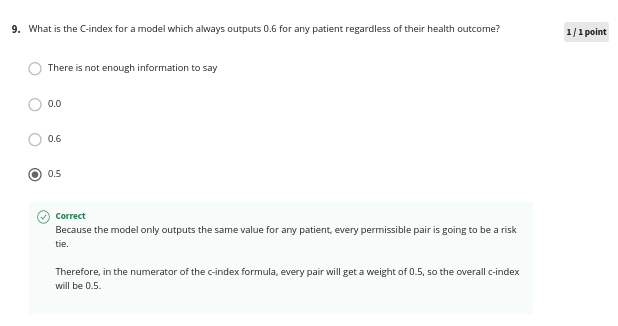 9. What is the C-index for a model which always outputs 0.6 for any patient regardless of their health outcome?
1 / 1 point
There is not enough information to say
0.0
0.6
0.5
Correct
Because the model only outputs the same value for any patient, every permissible pair is going to be a risk
tie.
Therefore, in the numerator of the c-index formula, every pair will get a weight of 0.5, so the overall c-index
will be 0.5.